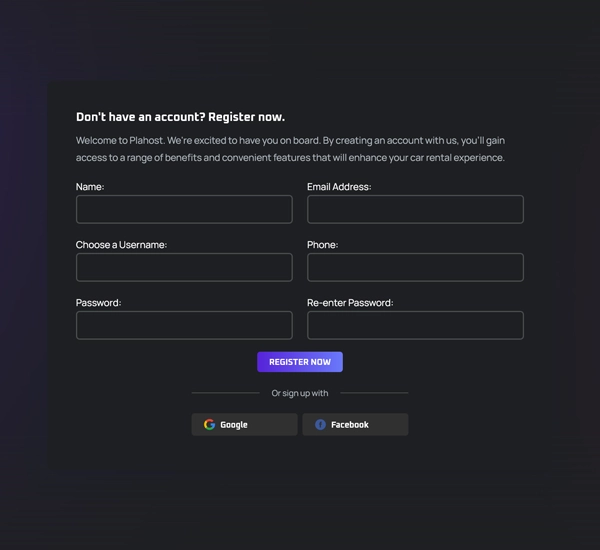 Don't have an account? Register now.
Welcome to Plahost. We're excited to have you on board. By creating an account with us, you'll gain
access to a range of benefits and convenient features that will enhance your car rental experience.
Name:
Email Address:
Choose a Username:
Phone:
Password:
Re-enter Password:
REGISTER NOW
Or sign up with
Google
Facebook